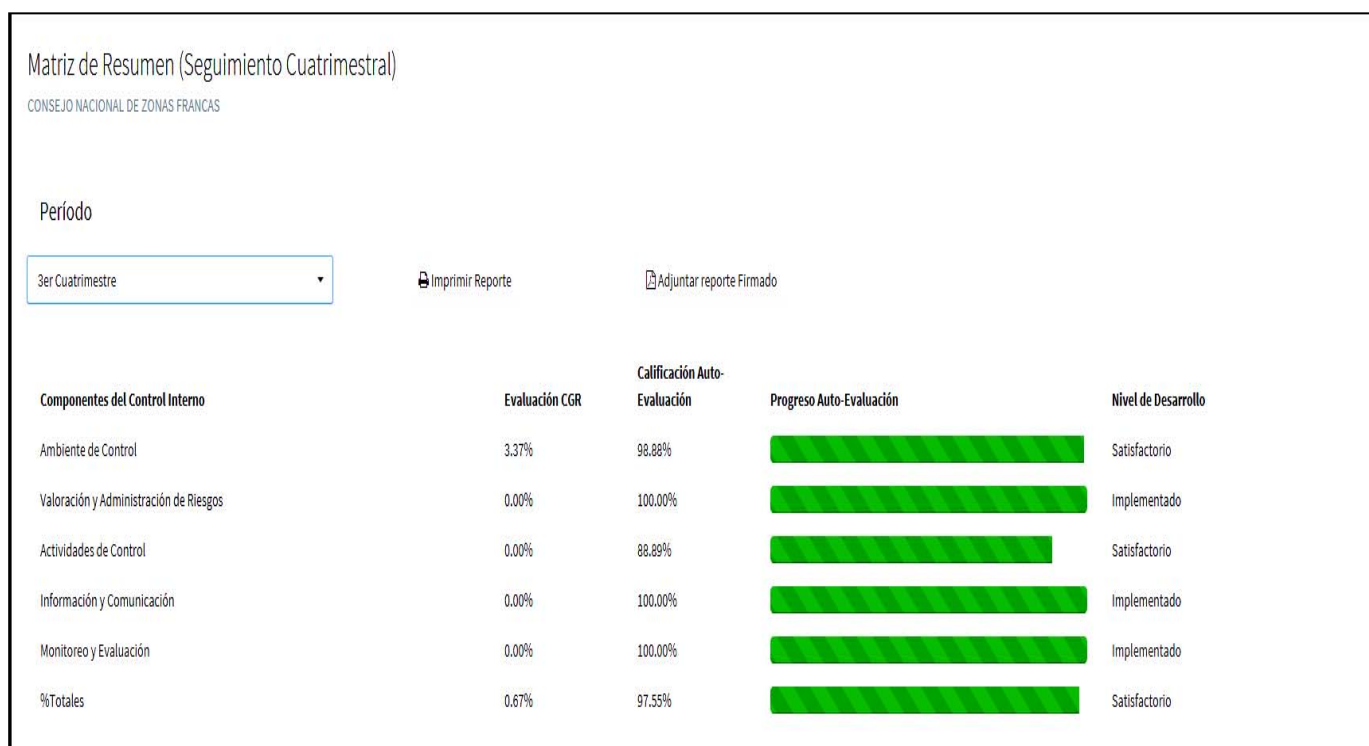 Matriz de Resumen (Seguimiento Cuatrimestral)
CONSEJO NACIONAL DE ZONAS FRANCAS
Período
3er Cuatrimestre Imprimir Reporte Adjuntar reporte Firmado
Componentes del Control Interno Evaluación CGR Calificación Auto-
Evaluación Progreso Auto-Evaluación Nivel de Desarrollo
Ambiente de Control 3.37% 98.88% Satisfactorio
Valoración y Administración de Riesgos 0.00% 100.00% Implementado
Actividades de Control 0.00% 88.89% Satisfactorio
Información y Comunicación 0.00% 100.00% Implementado
Monitoreo y Evaluación 0.00% 100.00% Implementado
%Totales 0.67% 97.55% Satisfactorio